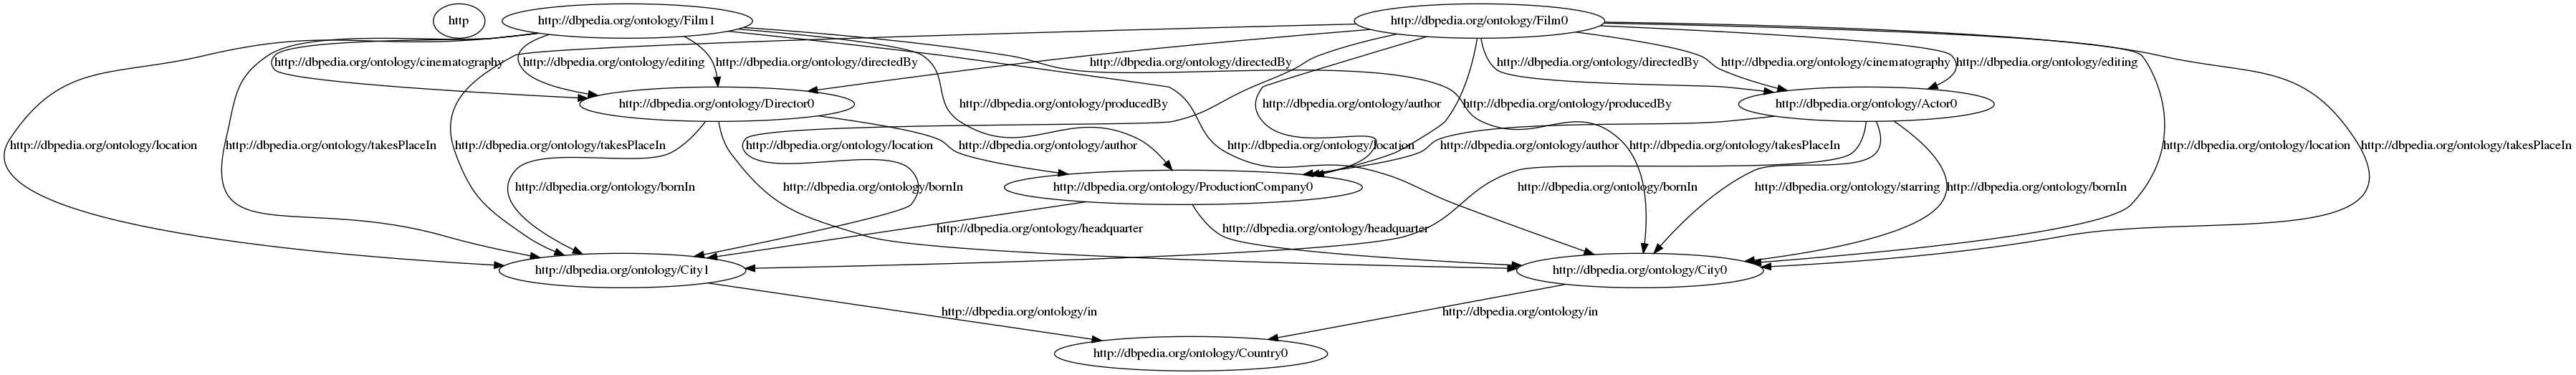 http
http://dbpedia.org/ontology/Film1
http://dbpedia.org/ontology/Film0
http://dbpedia.org/ontology/cinematography
http://dbpedia.org/ontology/editing
http://dbpedia.org/ontology/directedBy
http://dbpedia.org/ontology/directedBy
http://dbpedia.org/ontology/directedBy
http://dbpedia.org/ontology/cinematography
http://dbpedia.org/ontology/editing
http://dbpedia.org/ontology/Director0
http://dbpedia.org/ontology/producedBy
http://dbpedia.org/ontology/author
http://dbpedia.org/ontology/producedBy
http://dbpedia.org/ontology/Actor0
http://dbpedia.org/ontology/location
http://dbpedia.org/ontology/takesPlaceIn
http://dbpedia.org/ontology/takesPlaceIn
http://dbpedia.org/ontology/location
http://dbpedia.org/ontology/author
http://dbpedia.org/ontology/location
http://dbpedia.org/ontology/author
http://dbpedia.org/ontology/takesPlaceIn
http://dbpedia.org/ontology/location
http://dbpedia.org/ontology/takesPlaceIn
http://dbpedia.org/ontology/bornIn
http://dbpedia.org/ontology/bornIn
http://dbpedia.org/ontology/ProductionCompany0
http://dbpedia.org/ontology/bornIn
http://dbpedia.org/ontology/starring
http://dbpedia.org/ontology/bornIn
http://dbpedia.org/ontology/headquarter
http://dbpedia.org/ontology/headquarter
http://dbpedia.org/ontology/City1
http://dbpedia.org/ontology/City0
http://dbpedia.org/ontology/in
http://dbpedia.org/ontology/in
http://dbpedia.org/ontology/Country0